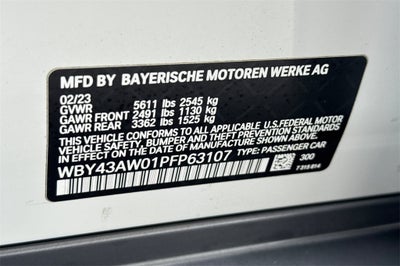 MFD BY BAYERISCHE MOTOREN WERKE AG
02/23
GVWR 5611 lbs 2545 kg
GAWR FRONT 2491 lbs 1130 kg
GAWR REAR 3362 lbs 1525 kg
THIS VEHICLE CONFORMS TO ALL APPLICABLE U.S.FEDERAL MOTOR
VEHICLE SAFETY, BUMPER, AND THEFT PREVENTION STANDARDS
IN EFFECT ON THE DATE OF MANUFACTURE SHOWN ABOVE.
WBY43AW01PFP63107 TYPE: PASSENGER CAR
300